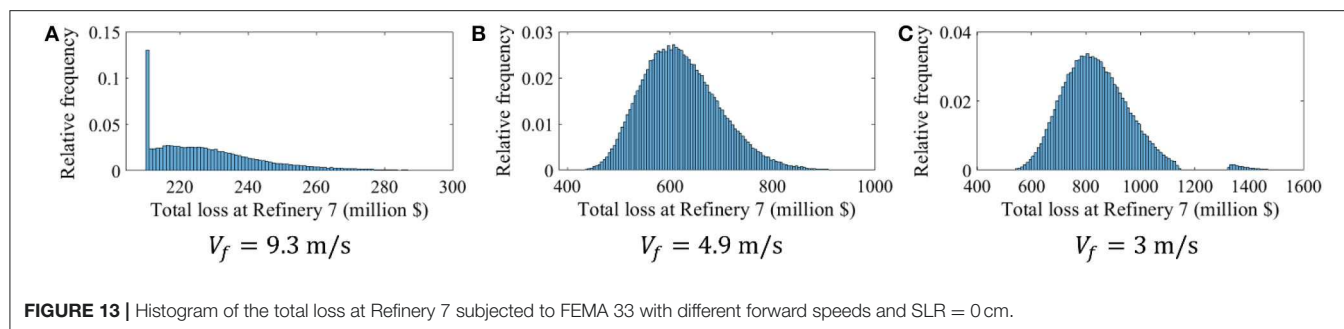 A
Relative frequency
0.15
0.1
0.05
0
220 240 260 280 300
Total loss at Refinery 7 (million $)
V_f = 9.3 m/s
B
Relative frequency
0.03
0.02
0.01
0
400 600 800 1000
Total loss at Refinery 7 (million $)
V_f = 4.9 m/s
C
Relative frequency
0.04
0.02
0
400 600 800 1000 1200 1400 1600
Total loss at Refinery 7 (million $)
V_f = 3 m/s
FIGURE 13 | Histogram of the total loss at Refinery 7 subjected to FEMA 33 with different forward speeds and SLR = 0 cm.